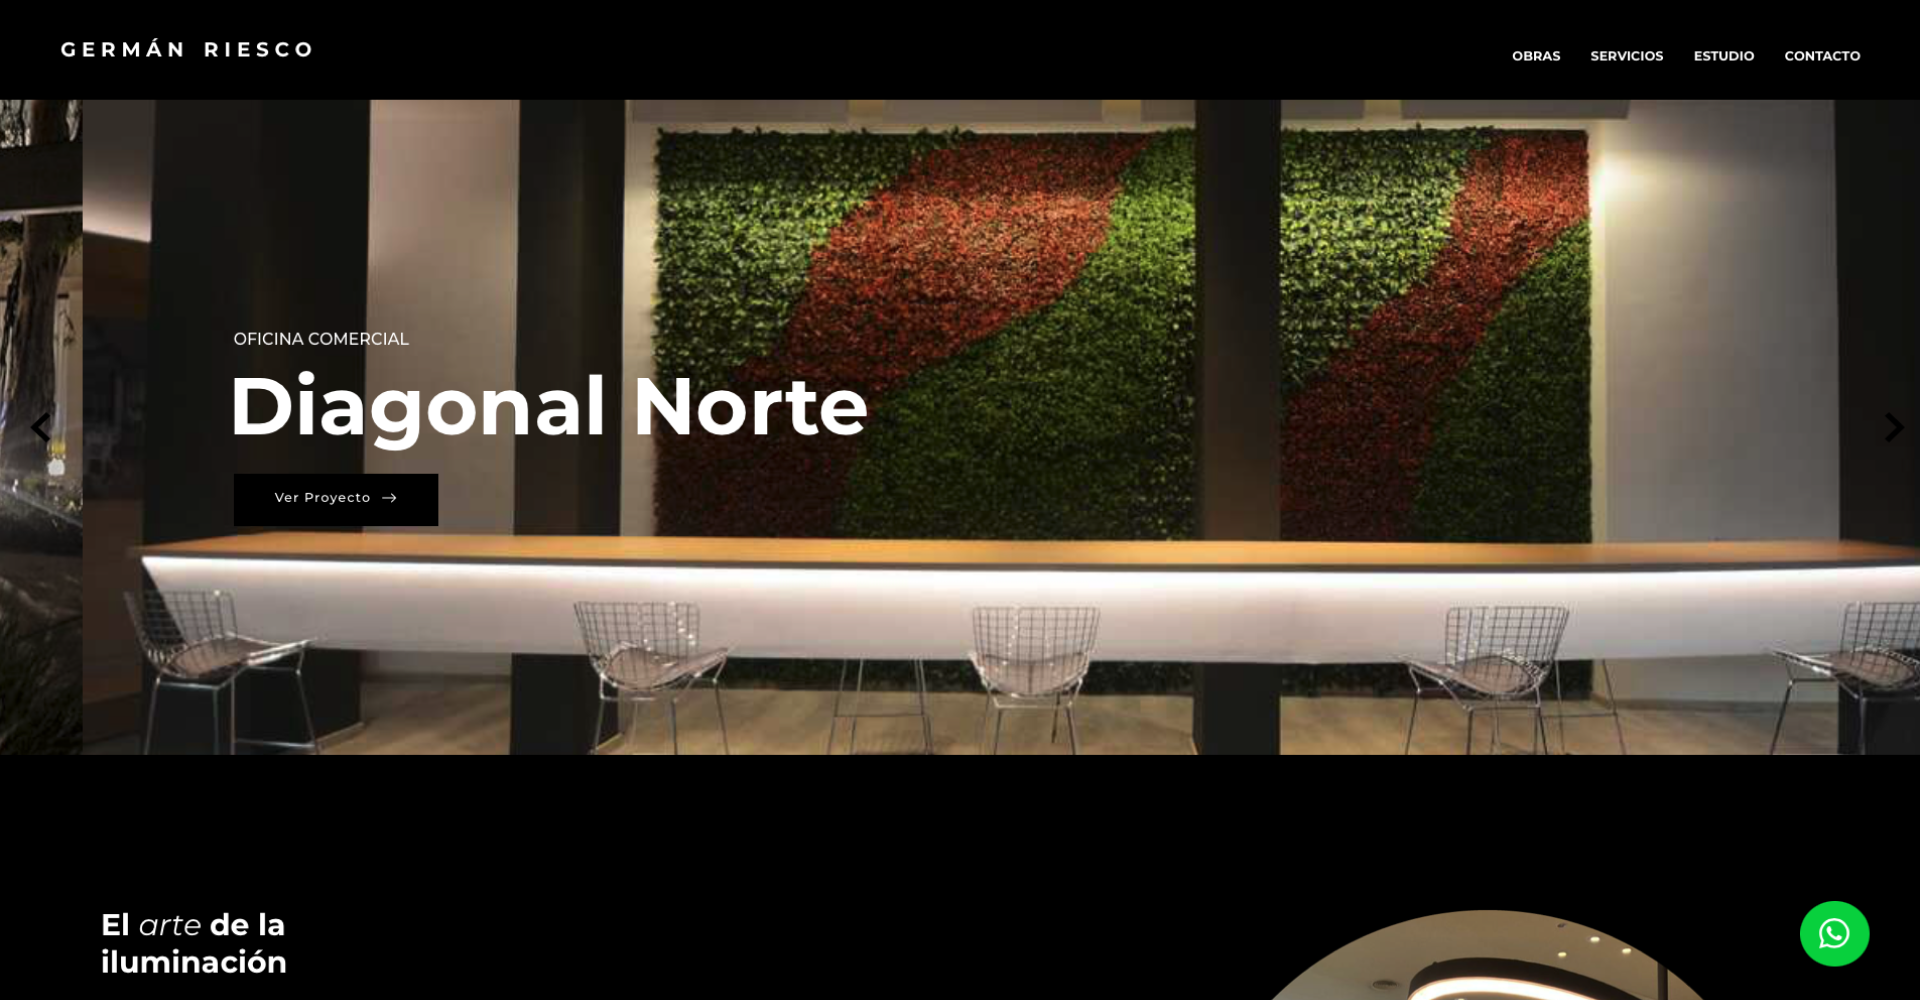 GERMÁN RIESCO
OBRAS SERVICIOS ESTUDIO CONTACTO
OFICINA COMERCIAL
Diagonal Norte
Ver Proyecto →
El arte de la
iluminación